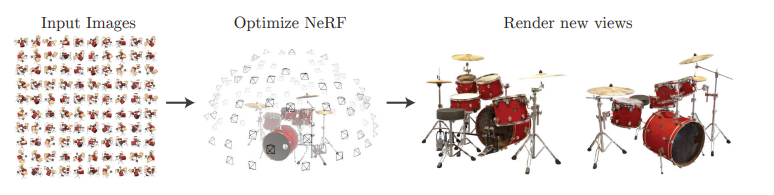 Input Images
Optimize NeRF
Render new views